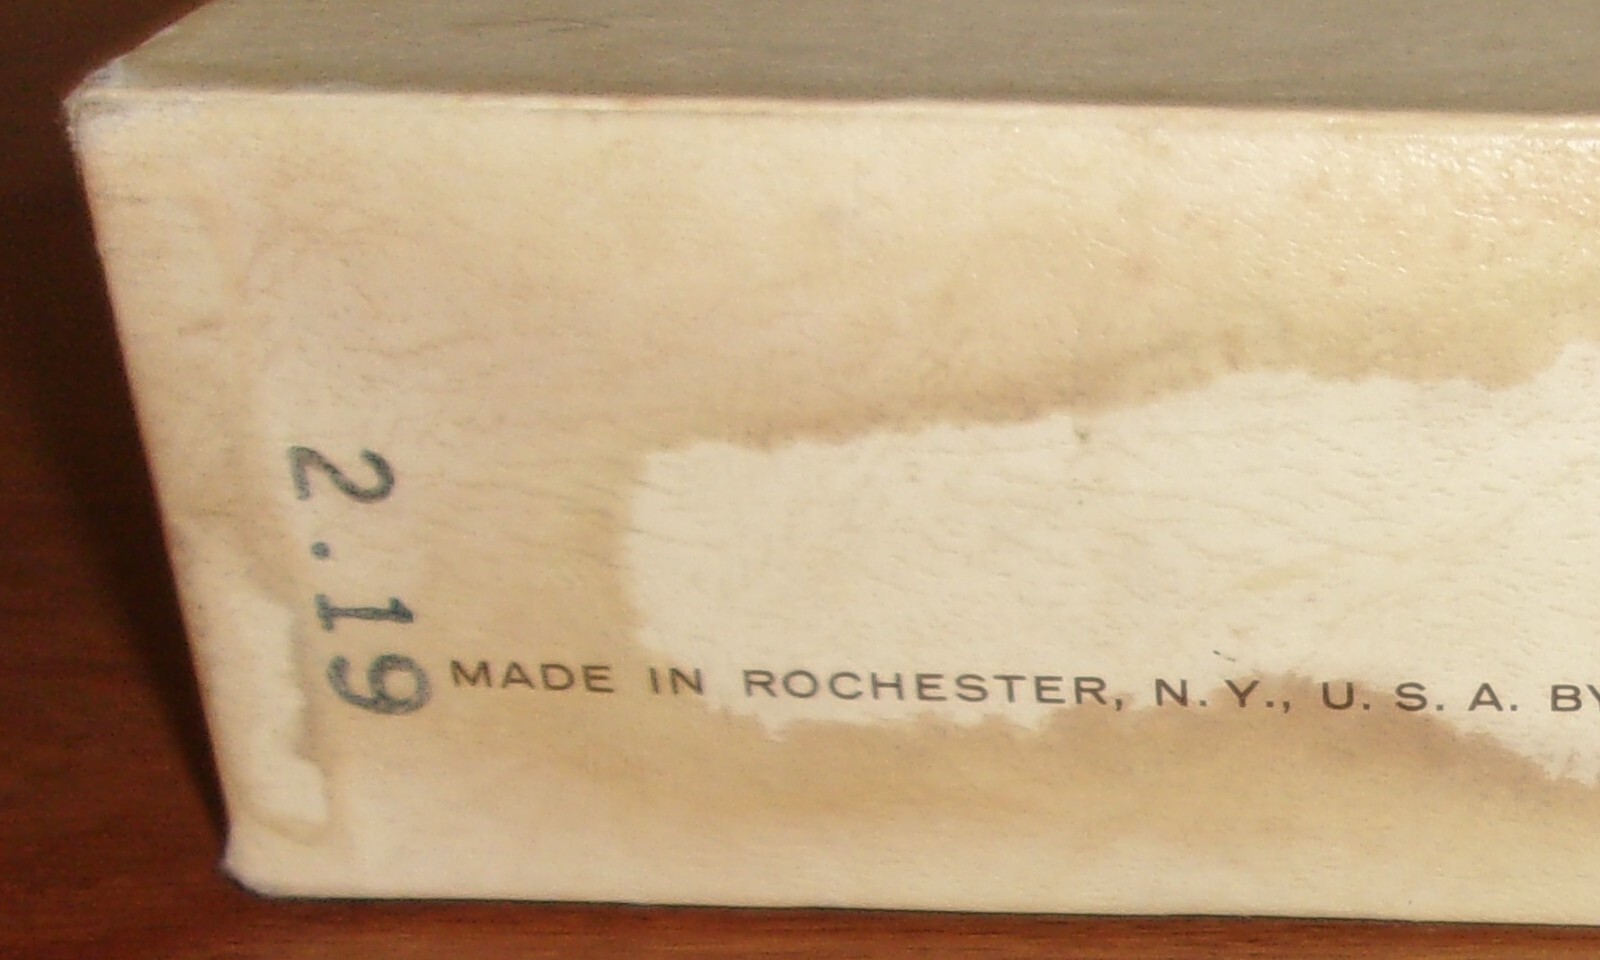 2.19
MADE IN ROCHESTER, N. Y., U. S. A. BY